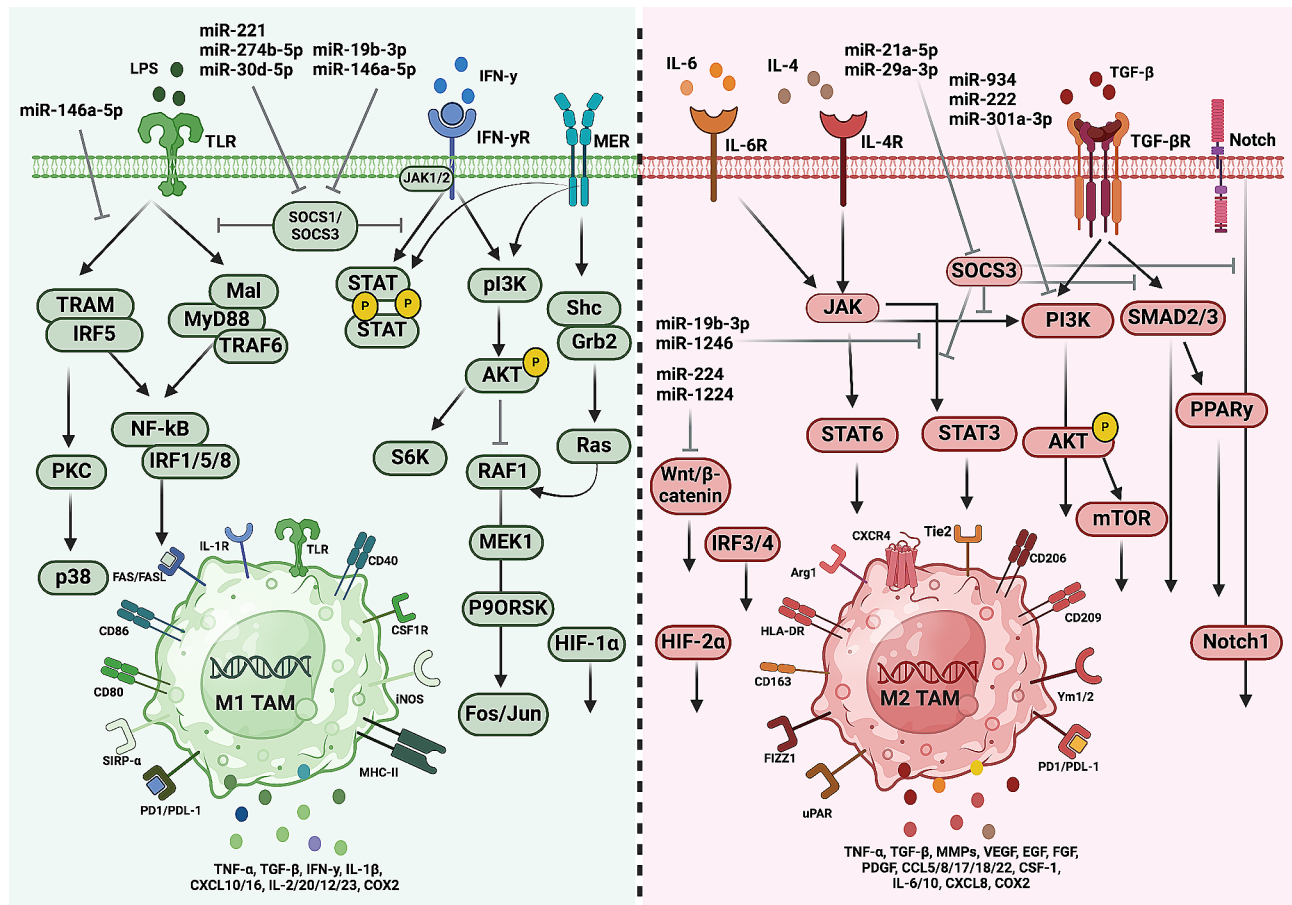 miR-221
miR-274b-5p
miR-30d-5p
miR-19b-3p
miR-146a-5p
LPS
IFN-y
miR-146a-5p
TLR
IFN-yR
MER
JAK1/2
SOCS1/
SOCS3
STAT
P
P
STAT
pI3K
TRAM
IRF5
Mal
MyD88
TRAF6
Shc
Grb2
AKT
P
NF-kB
IRF1/5/8
S6K
RAF1
Ras
PKC
p38
MEK1
P9ORSK
HIF-1α
Fos/Jun
FAS/FASL
IL-1R
TLR
CD40
CD86
CSF1R
CD80
iNOS
M1 TAM
SIRP-α
MHC-II
PD1/PDL-1
TNF-α, TGF-β, IFN-y, IL-1β,
CXCL10/16, IL-2/20/12/23, COX2
IL-6
IL-4
miR-21a-5p
miR-29a-3p
miR-934
miR-222
miR-301a-3p
TGF-β
IL-6R
IL-4R
TGF-βR
Notch
SOCS3
JAK
PI3K
SMAD2/3
miR-19b-3p
miR-1246
miR-224
miR-1224
PPARy
STAT6
STAT3
AKT
P
Wnt/β-
catenin
mTOR
IRF3/4
HIF-2α
Notch1
CXCR4
Tie2
CD206
Arg1
HLA-DR
CD209
CD163
Ym1/2
M2 TAM
FIZZ1
PD1/PDL-1
uPAR
TNF-α, TGF-β, MMPs, VEGF, EGF, FGF,
PDGF, CCL5/8/17/18/22, CSF-1,
IL-6/10, CXCL8, COX2